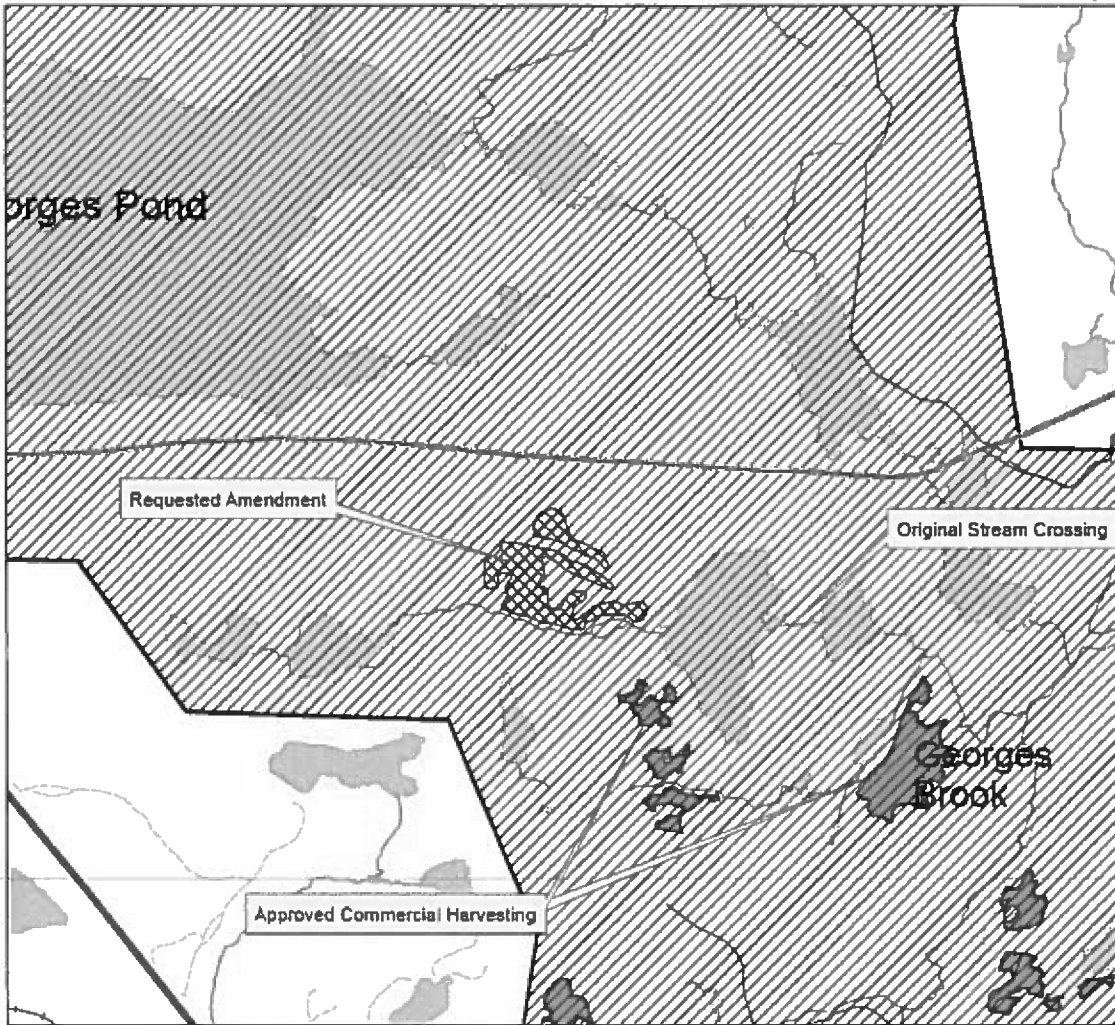 orges Pond
Requested Amendment
Original Stream Crossing
Georges
Brook
Approved Commercial Harvesting